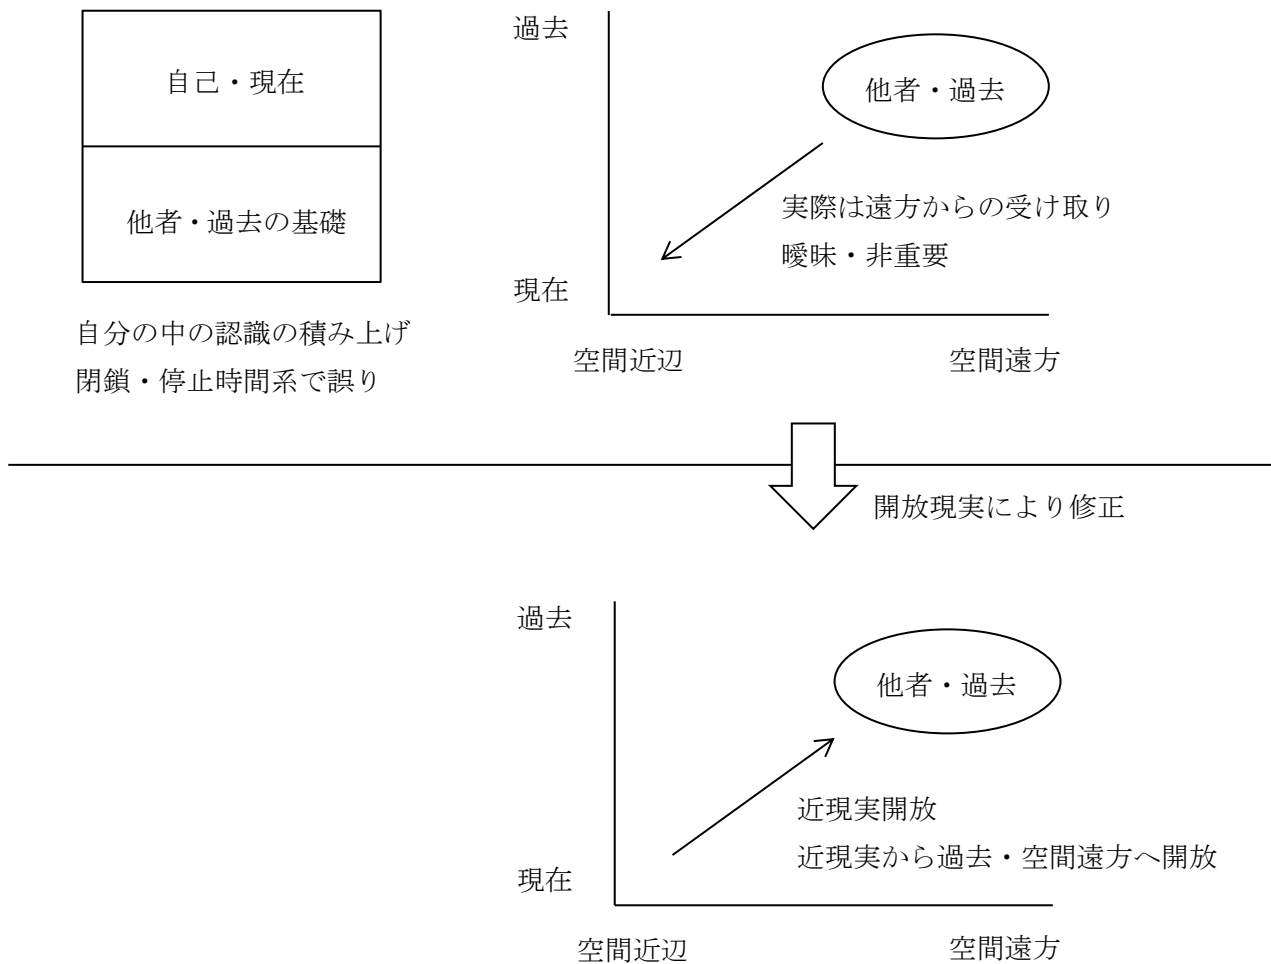 自己・現在
他者・過去の基礎
自分の中の認識の積み上げ
閉鎖・停止時間系で誤り
過去
他者・過去
実際は遠方からの受け取り
曖昧・非重要
現在
空間近辺
空間遠方
開放現実により修正
過去
他者・過去
近現実開放
近現実から過去・空間遠方へ開放
現在
空間近辺
空間遠方